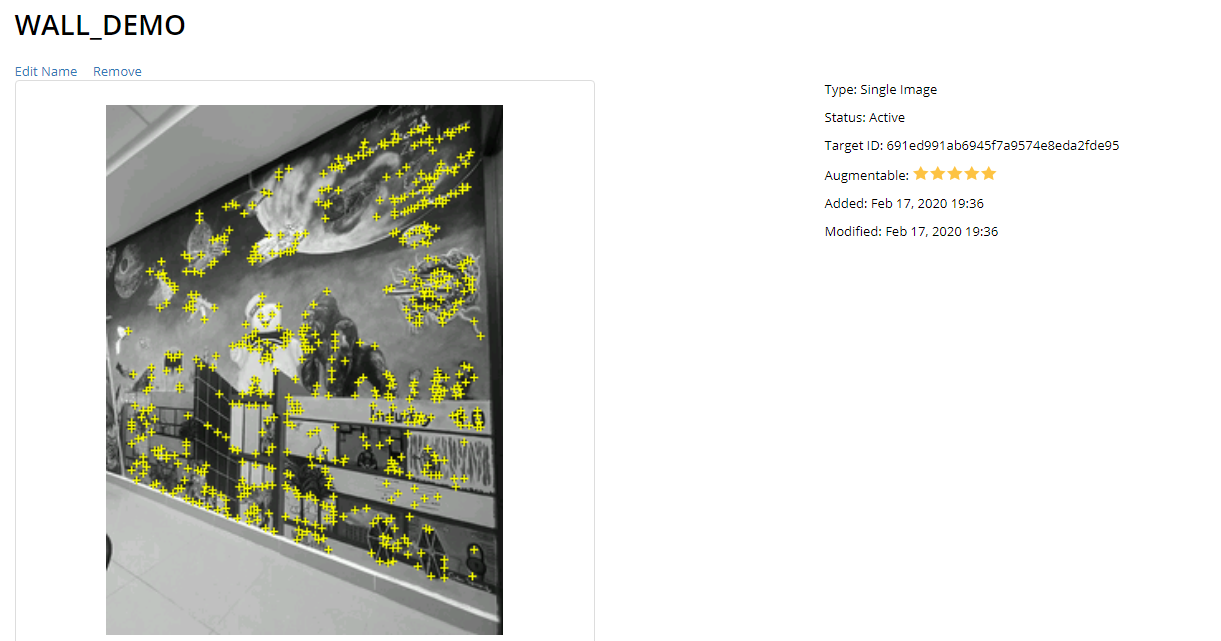 WALL_DEMO
Edit Name Remove
Type: Single Image
Status: Active
Target ID: 691ed991ab6945f7a9574e8eda2fde95
Augmentable:
Added: Feb 17, 2020 19:36
Modified: Feb 17, 2020 19:36